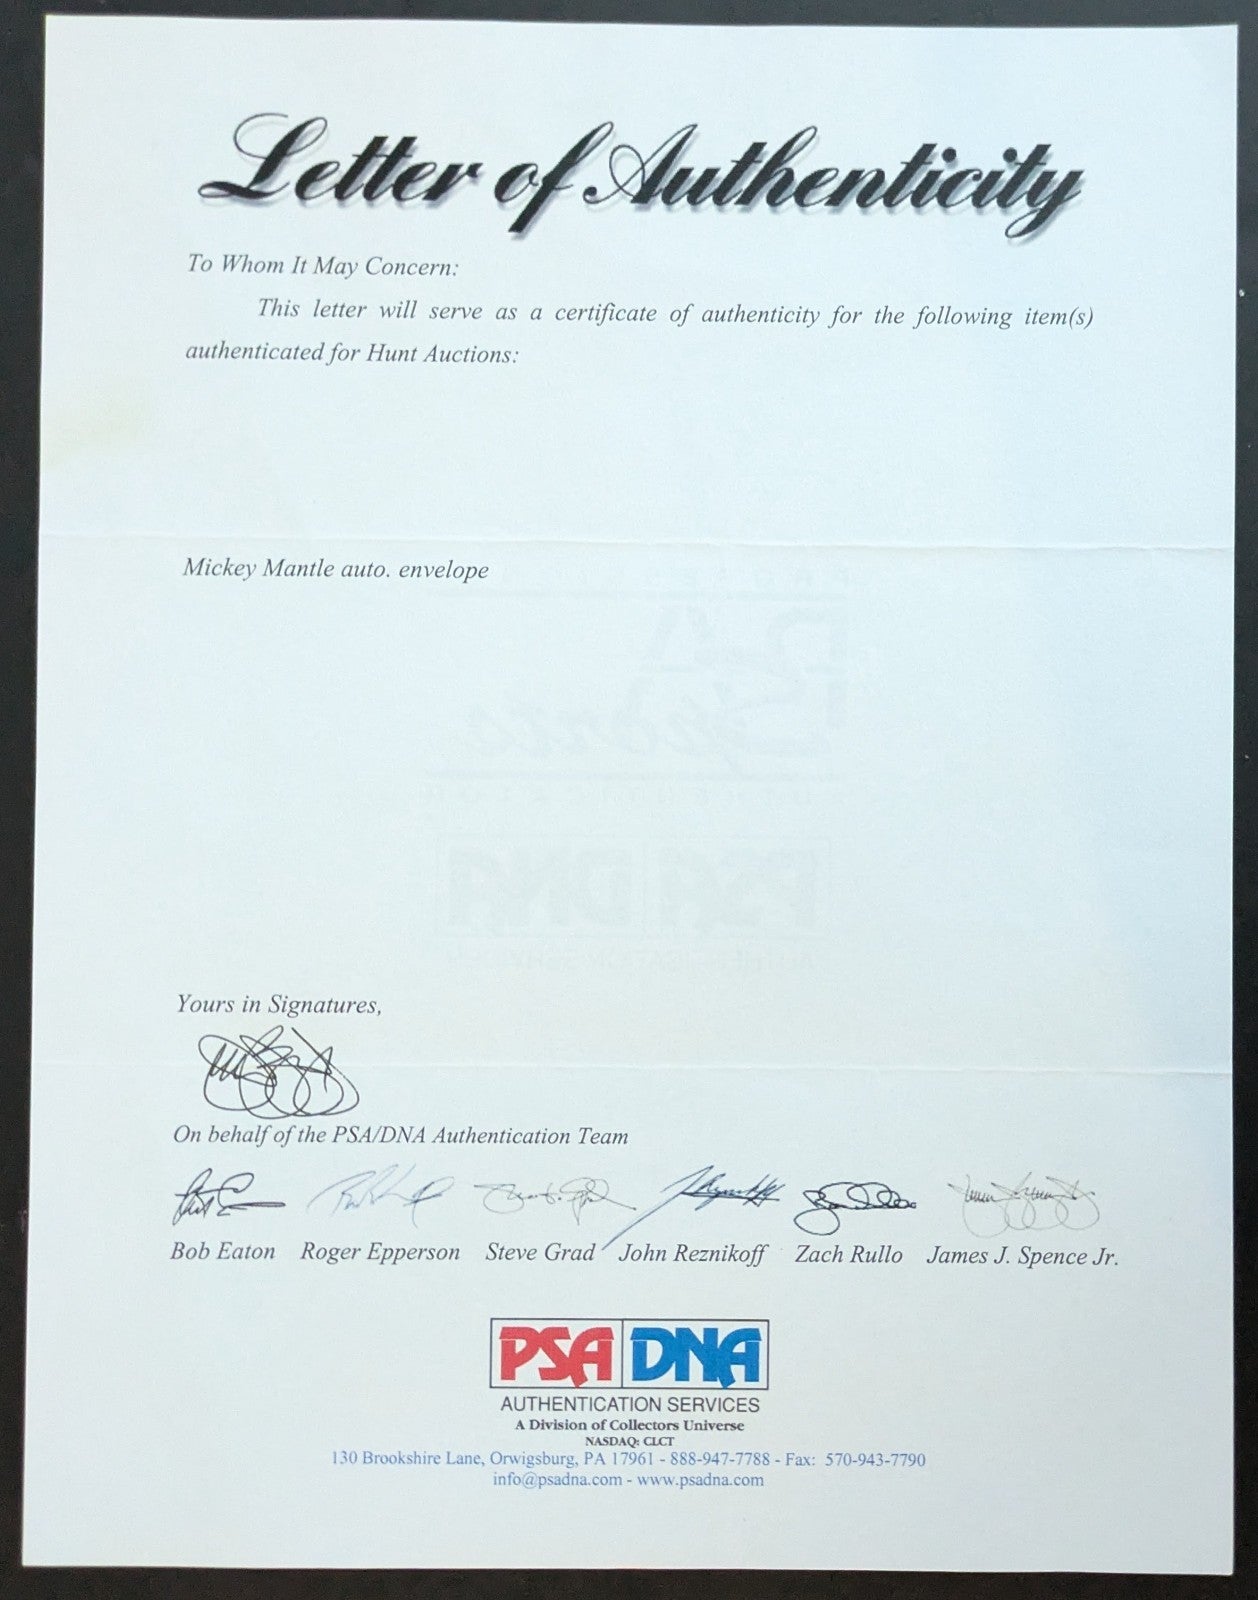 Letter of Authenticity
To Whom It May Concern:
This letter will serve as a certificate of authenticity for the following item(s)
authenticated for Hunt Auctions:
Mickey Mantle auto. envelope
Yours in Signatures,
On behalf of the PSA/DNA Authentication Team
Bob Eaton Roger Epperson Steve Grad John Reznikoff Zach Rullo James J. Spence Jr.
PSA DNA
AUTHENTICATION SERVICES
A Division of Collectors Universe
NASDAQ: CLCT
130 Brookshire Lane, Orwigsburg, PA 17961 - 888-947-7788 - Fax: 570-943-7790
info@psadna.com - www.psadna.com